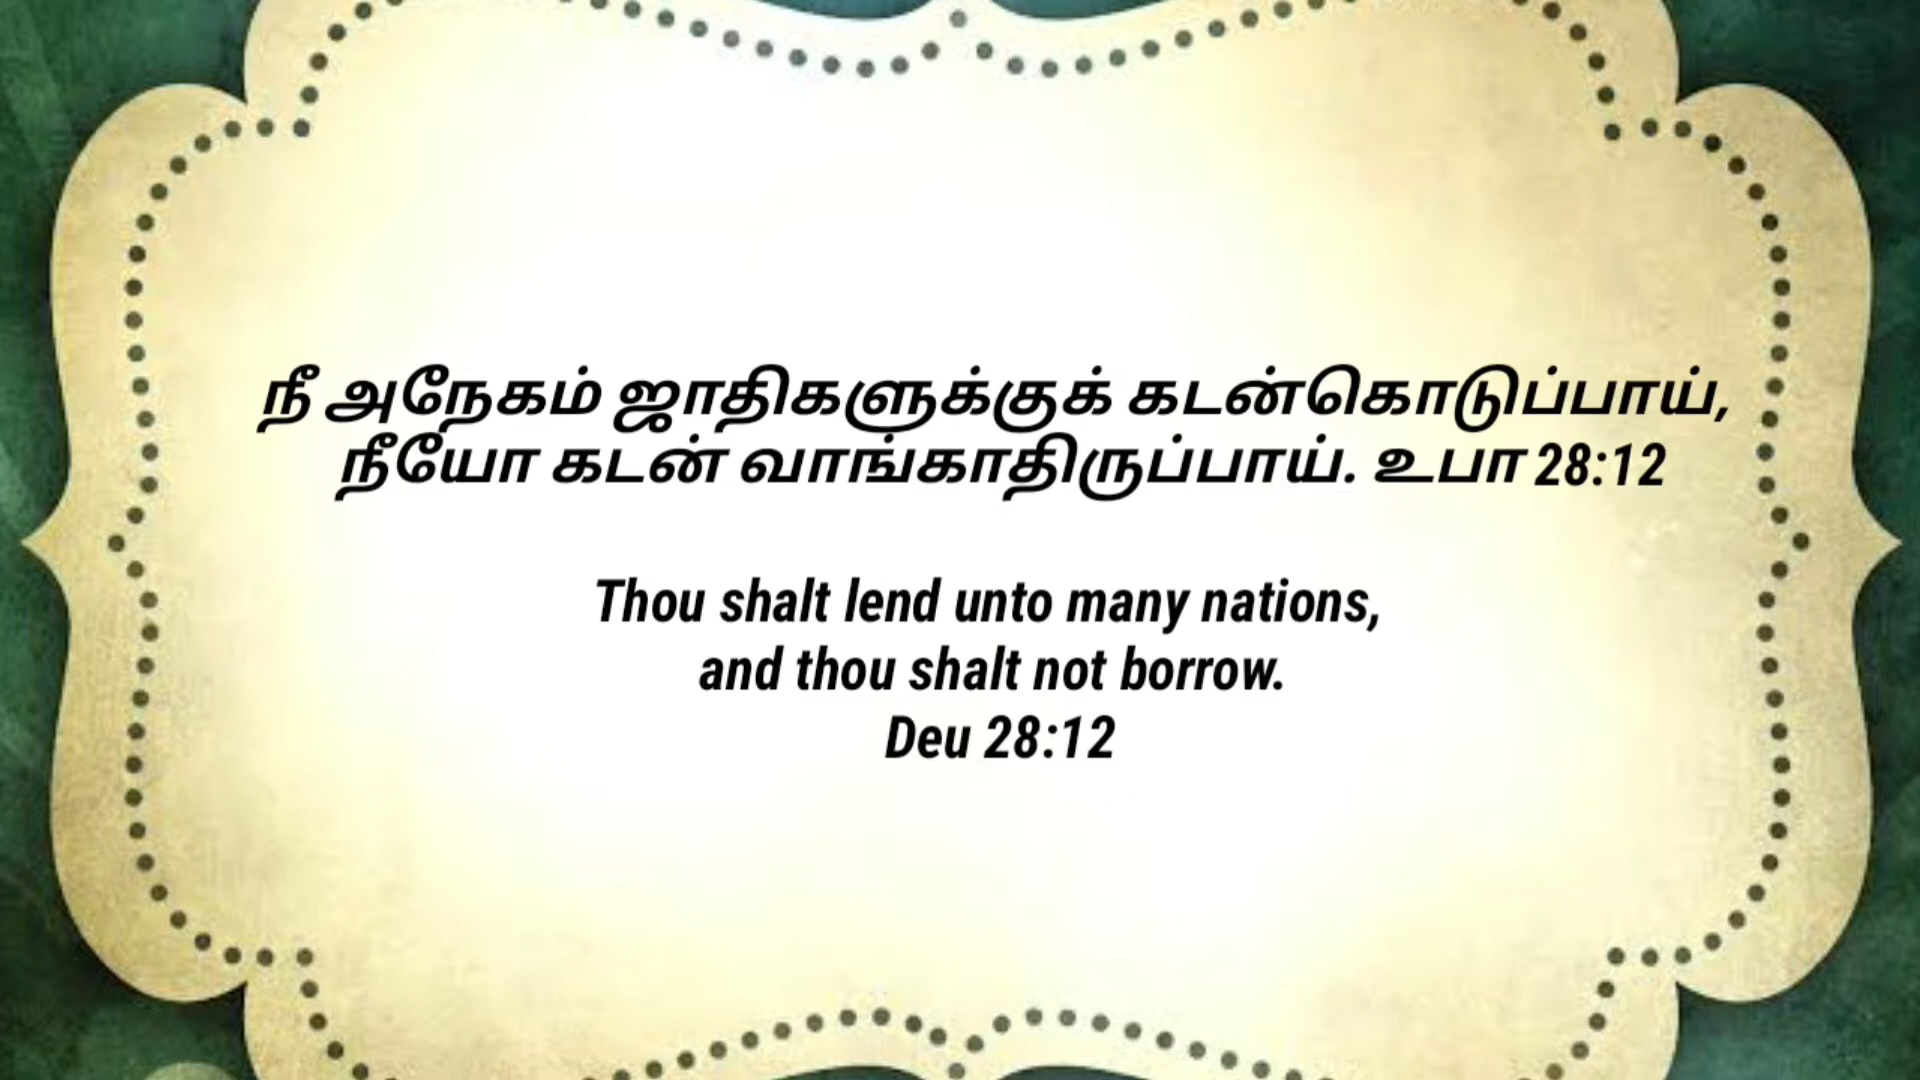 நீ அநேகம் ஜாதிகளுக்குக் கடன்கொடுப்பாய்,
நீயோ கடன் வாங்காதிருப்பாய். உபா 28:12
Thou shalt lend unto many nations,
and thou shalt not borrow.
Deu 28:12